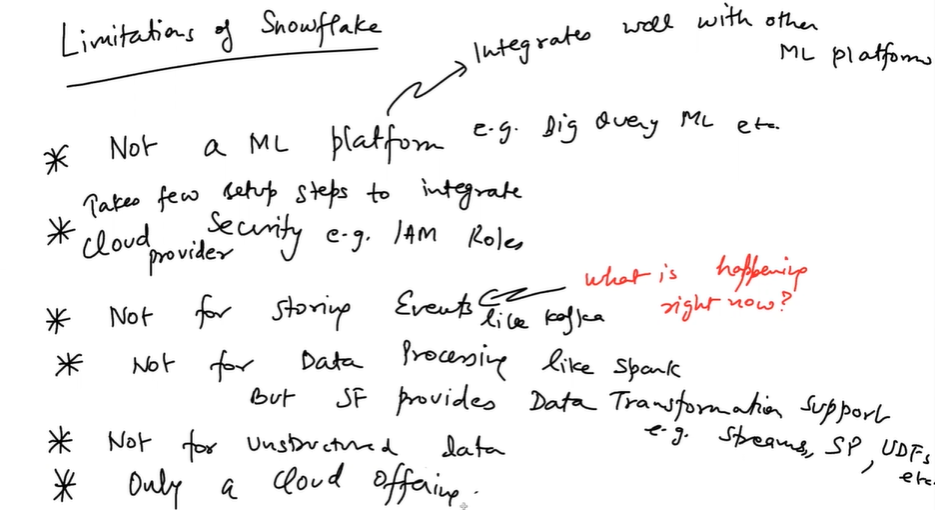 Limitations of Snowflake
Integrates well with other
ML platforms
* Not a ML platform e.g. Big Query ML etc.
Takes few setup steps to integrate
* Cloud provider Security e.g. IAM Roles
what is happening
right now?
* Not for storing Events like Kafka
* Not for Data Processing like Spark
But SF provides Data Transformation Support
e.g. Streams, SP, UDFs
etc.
* Not for unstructured data
* Only a Cloud Offering.